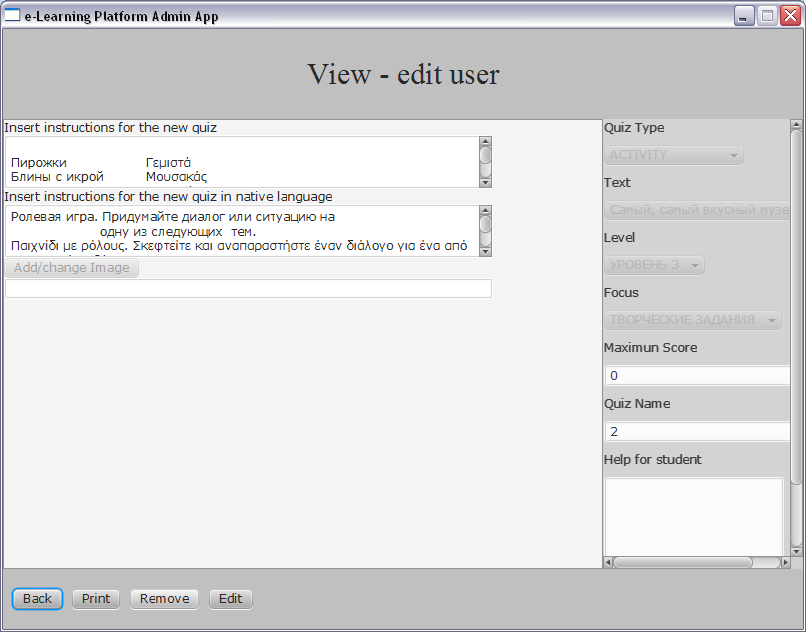 e-Learning Platform Admin App
View - edit user
Insert instructions for the new quiz
Пирожки Γεμιστά
Блины с икрой Μουσακάς
Insert instructions for the new quiz in native language
Ролевая игра. Придумайте диалог или ситуацию на
одну из следующих тем.
Παιχνίδι με ρόλους. Σκεφτείτε και αναπαραστήστε έναν διάλογο για ένα από
Add/change Image
Quiz Type
ACTIVITY
Text
Самый, самый вкусный музе
Level
УРОВЕНЬ 3
Focus
ТВОРЧЕСКИЕ ЗАДАНИЯ
Maximun Score
0
Quiz Name
2
Help for student
Back Print Remove Edit